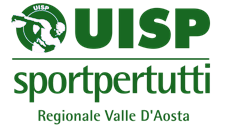 UISP
UISP
sportpertutti
Regionale Valle D'Aosta